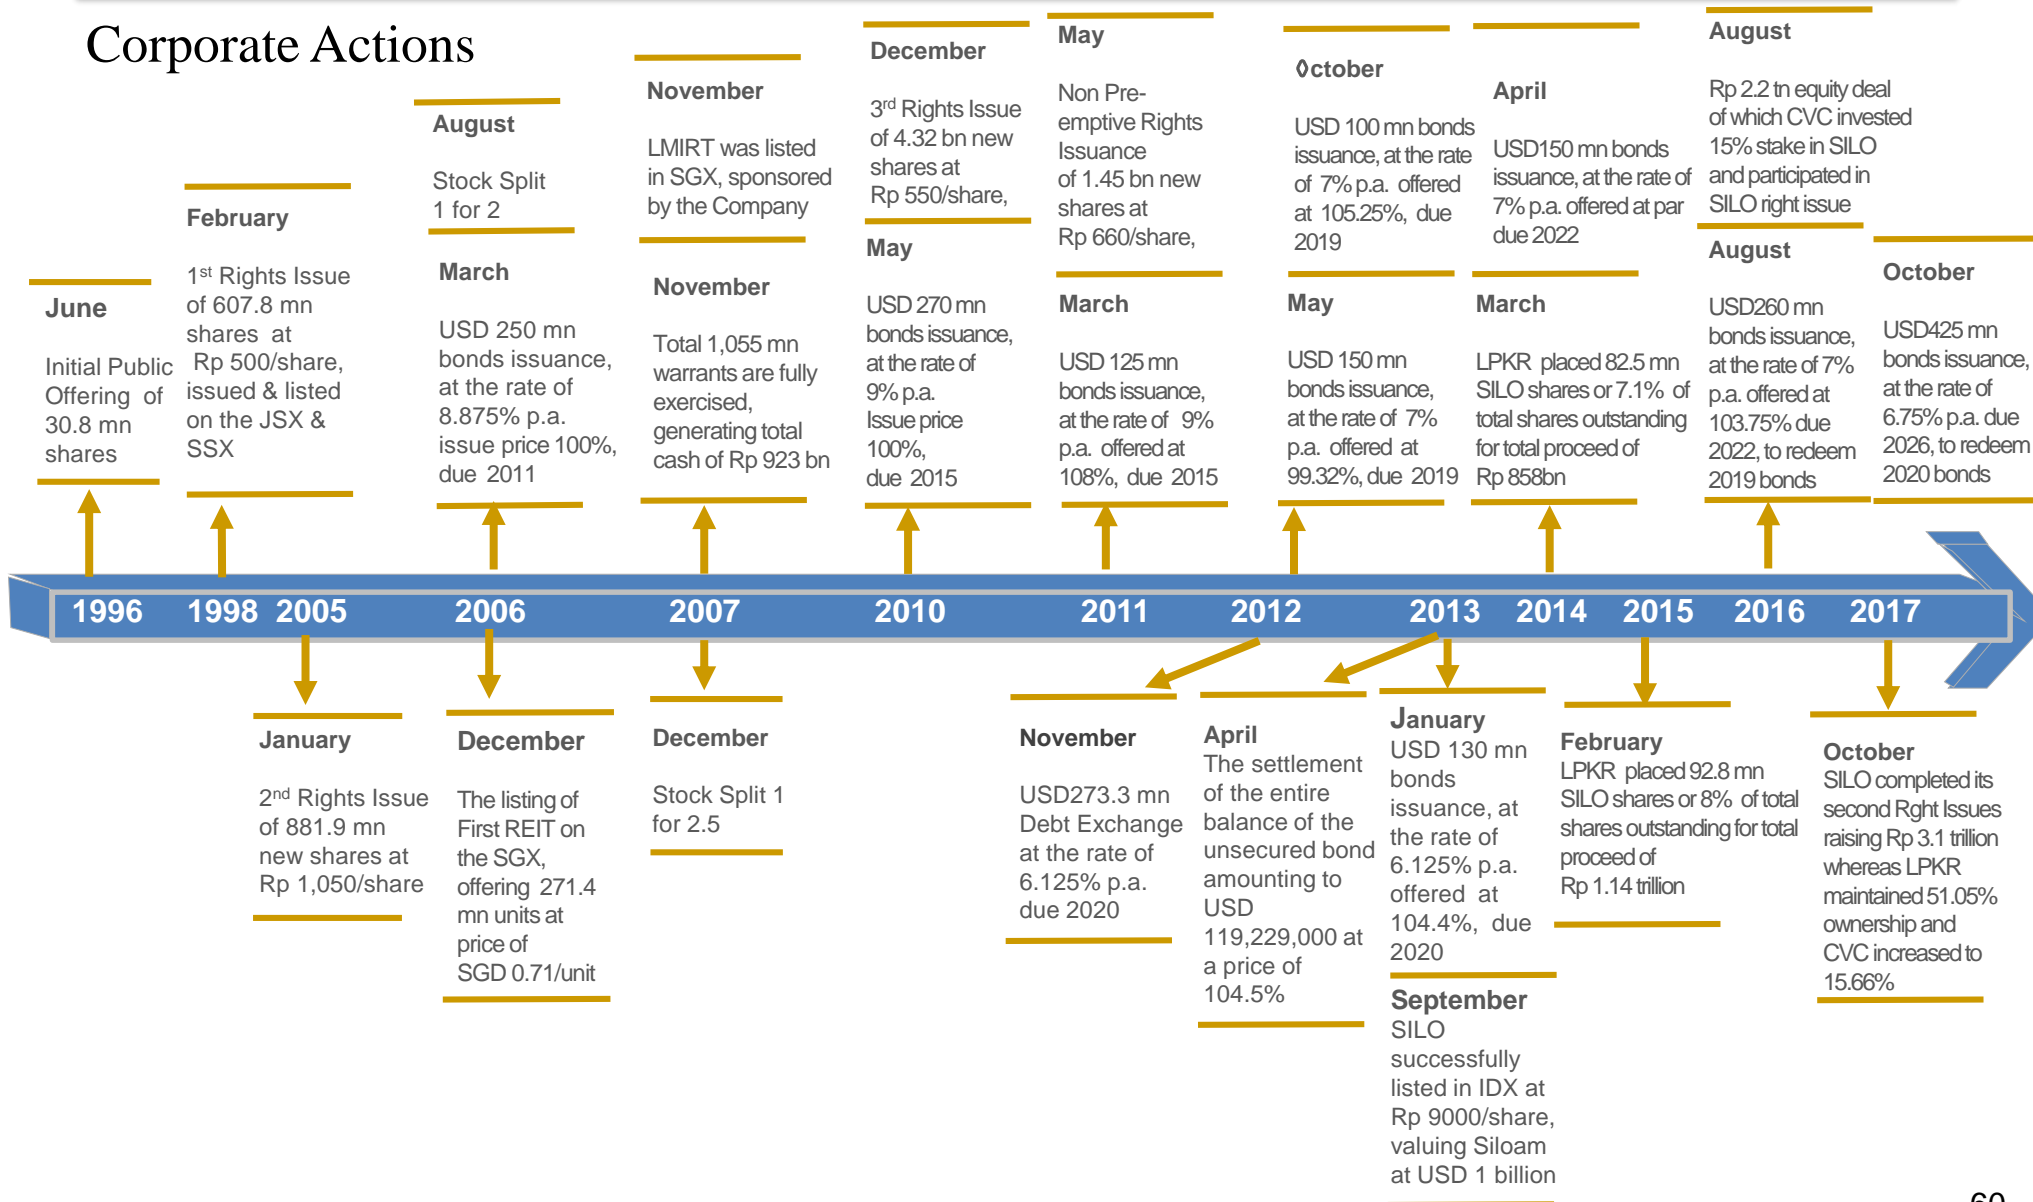 Corporate Actions
June
Initial Public
Offering of
30.8 mn
shares
February
1st Rights Issue
of 607.8 mn
shares at
Rp 500/share,
issued & listed
on the JSX &
SSX
August
Stock Split
1 for 2
March
USD 250 mn
bonds issuance,
at the rate of
8.875% p.a.
issue price 100%,
due 2011
November
LMIRT was listed
in SGX, sponsored
by the Company
November
Total 1,055 mn
warrants are fully
exercised,
generating total
cash of Rp 923 bn
December
3rd Rights Issue
of 4.32 bn new
shares at
Rp 550/share,
May
USD 270 mn
bonds issuance,
at the rate of
9% p.a.
Issue price
100%,
due 2015
May
Non Pre-
emptive Rights
Issuance
of 1.45 bn new
shares at
Rp 660/share,
March
USD 125 mn
bonds issuance,
at the rate of 9%
p.a. offered at
108%, due 2015
◊ctober
USD 100 mn bonds
issuance, at the rate
of 7% p.a. offered
at 105.25%, due
2019
May
USD 150 mn
bonds issuance,
at the rate of 7%
p.a. offered at
99.32%, due 2019
April
USD150 mn bonds
issuance, at the rate of
7% p.a. offered at par
due 2022
March
LPKR placed 82.5 mn
SILO shares or 7.1% of
total shares outstanding
for total proceed of
Rp 858bn
August
Rp 2.2 tn equity deal
of which CVC invested
15% stake in SILO
and participated in
SILO right issue
August
USD260 mn
bonds issuance,
at the rate of 7%
p.a. offered at
103.75% due
2022, to redeem
2019 bonds
October
USD425 mn
bonds issuance,
at the rate of
6.75% p.a. due
2026, to redeem
2020 bonds
1996 1998 2005 2006 2007 2010 2011 2012 2013 2014 2015 2016 2017
January
2nd Rights Issue
of 881.9 mn
new shares at
Rp 1,050/share
December
The listing of
First REIT on
the SGX,
offering 271.4
mn units at
price of
SGD 0.71/unit
December
Stock Split 1
for 2.5
November
USD273.3 mn
Debt Exchange
at the rate of
6.125% p.a.
due 2020
April
The settlement
of the entire
balance of the
unsecured bond
amounting to
USD
119,229,000 at
a price of
104.5%
January
USD 130 mn
bonds
issuance, at
the rate of
6.125% p.a.
offered at
104.4%, due
2020
September
SILO
successfully
listed in IDX at
Rp 9000/share,
valuing Siloam
at USD 1 billion
February
LPKR placed 92.8 mn
SILO shares or 8% of total
shares outstanding for total
proceed of
Rp 1.14 trillion
October
SILO completed its
second Rght Issues
raising Rp 3.1 trillion
whereas LPKR
maintained 51.05%
ownership and
CVC increased to
15.66%